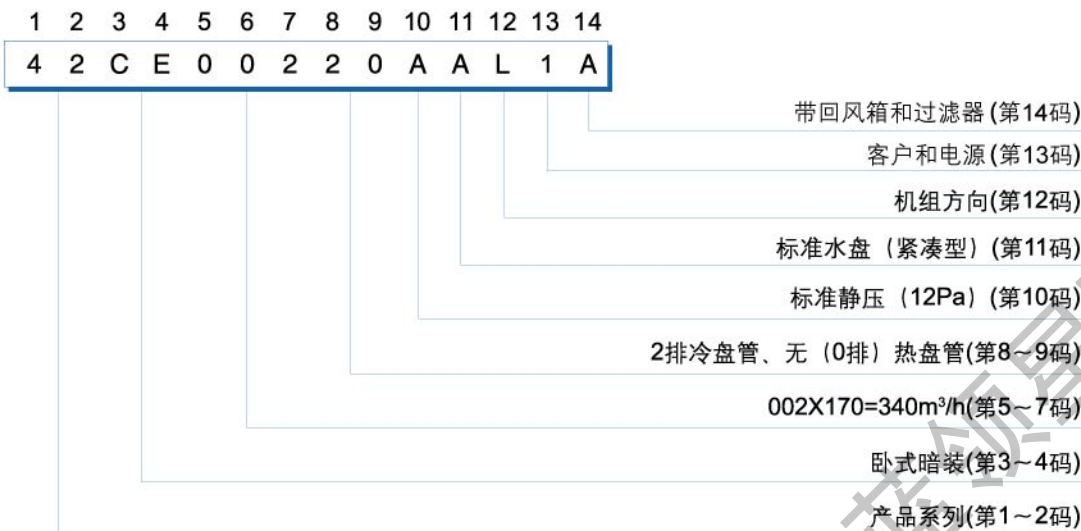 1 2 3 4 5 6 7 8 9 10 11 12 13 14
4 2 C E 0 0 2 2 0 A A L 1 A
带回风箱和过滤器(第14码)
客户和电源(第13码)
机组方向(第12码)
标准水盘（紧凑型）(第11码)
标准静压（12Pa）(第10码)
2排冷盘管、无（0排）热盘管(第8～9码)
002X170=340m³/h(第5～7码)
卧式暗装(第3～4码)
产品系列(第1～2码)
蓝领星